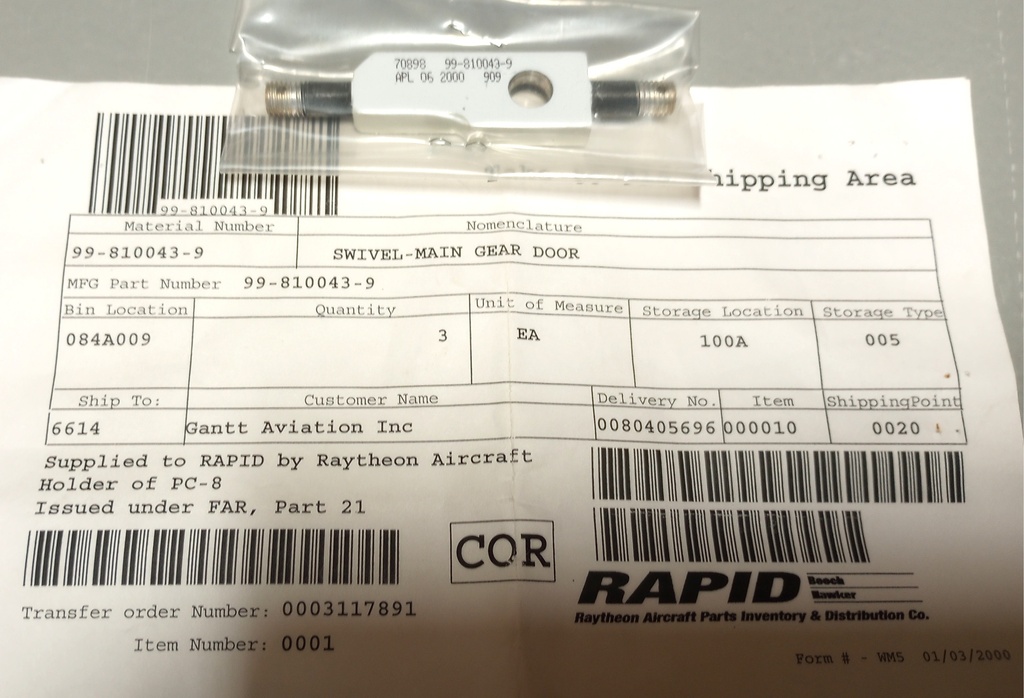 70898 99-810043-9
APL 06 2000 909
hipping Area
99-810043-9
Material Number Nomenclature
99-810043-9 SWIVEL-MAIN GEAR DOOR
MFG Part Number 99-810043-9
Bin Location Quantity Unit of Measure Storage Location Storage Type
084A009 3 EA 100A 005
Ship To: Customer Name Delivery No. Item ShippingPoint
6614 Gantt Aviation Inc 0080405696 000010 0020
Supplied to RAPID by Raytheon Aircraft
Holder of PC-8
Issued under FAR, Part 21
COR
RAPID Beech
Hawker
Raytheon Aircraft Parts Inventory & Distribution Co.
Transfer order Number: 0003117891
Item Number: 0001
Form # - WM5 01/03/2000